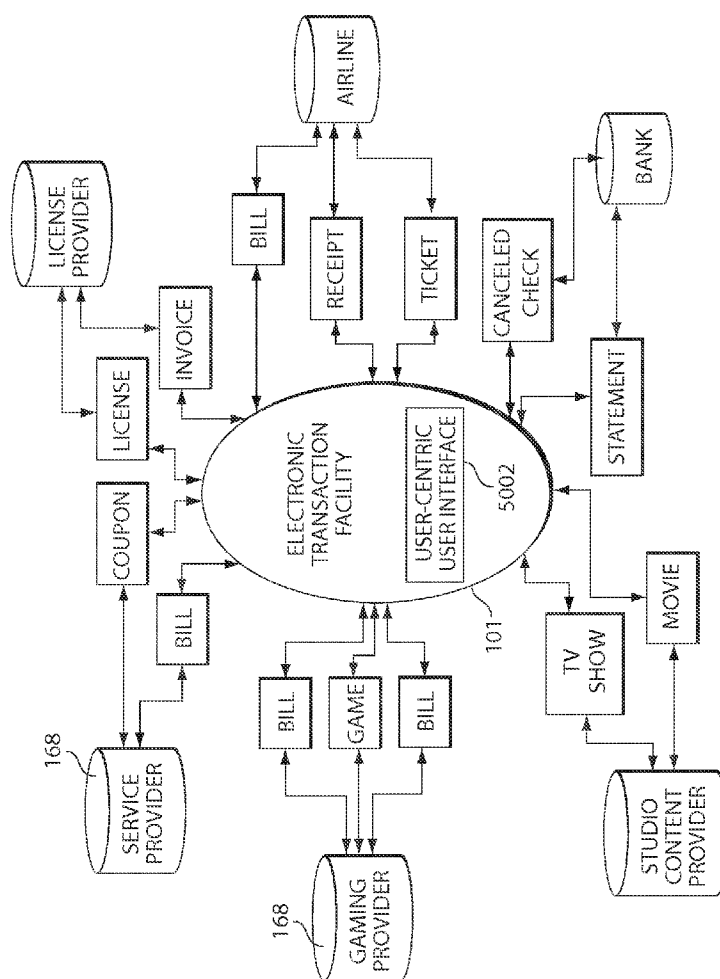 168
SERVICE
PROVIDER
COUPON
LICENSE
LICENSE
PROVIDER
INVOICE
BILL
BILL
RECEIPT
TICKET
AIRLINE
168
GAMING
PROVIDER
BILL
GAME
BILL
ELECTRONIC
TRANSACTION
FACILITY
USER-CENTRIC
USER INTERFACE
5002
101
CANCELED
CHECK
BANK
STATEMENT
TV
SHOW
MOVIE
STUDIO
CONTENT
PROVIDER